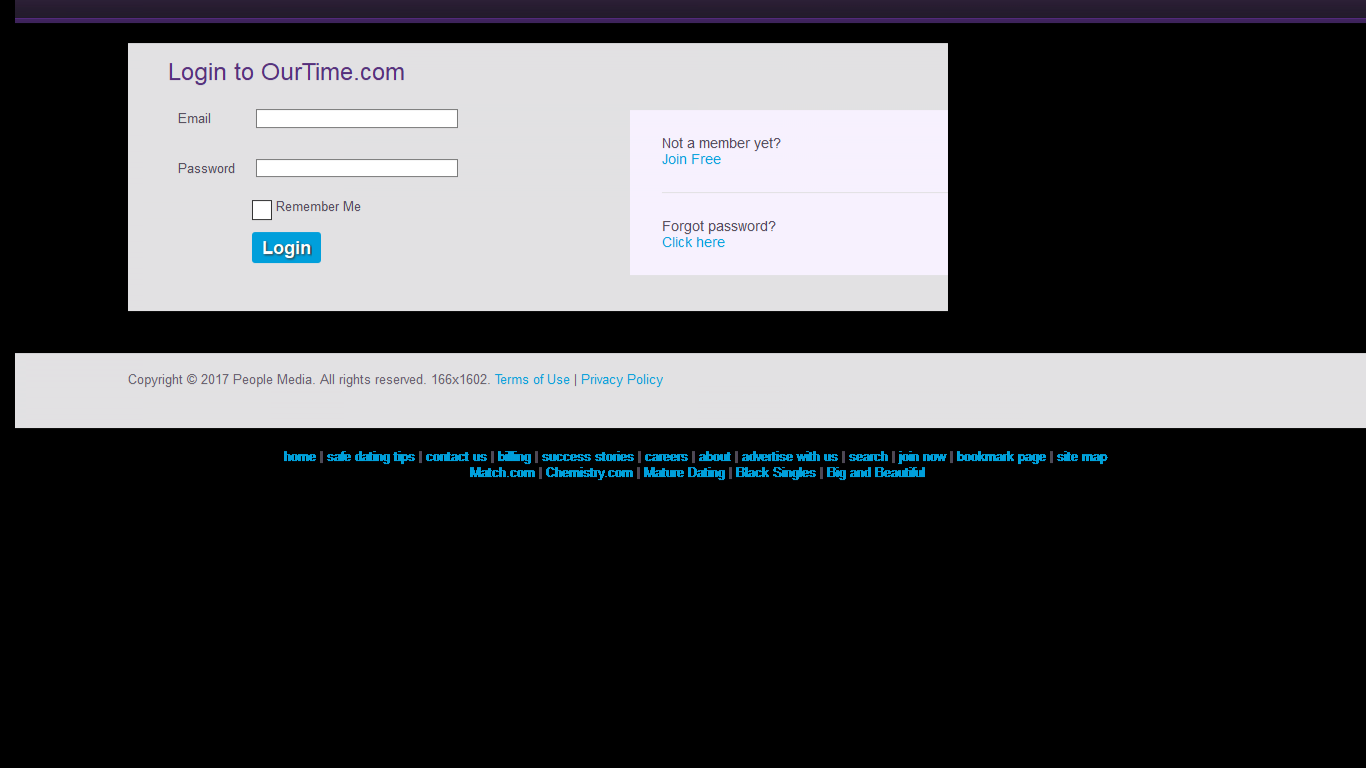 Login to OurTime.com
Email
Password
Remember Me
Login
Not a member yet?
Join Free
Forgot password?
Click here
Copyright © 2017 People Media. All rights reserved. 166x1602. Terms of Use | Privacy Policy
home | safe dating tips | contact us | billing | success stories | careers | about | advertise with us | search | join now | bookmark page | site map
Match.com | Chemistry.com | Mature Dating | Black Singles | Big and Beautiful